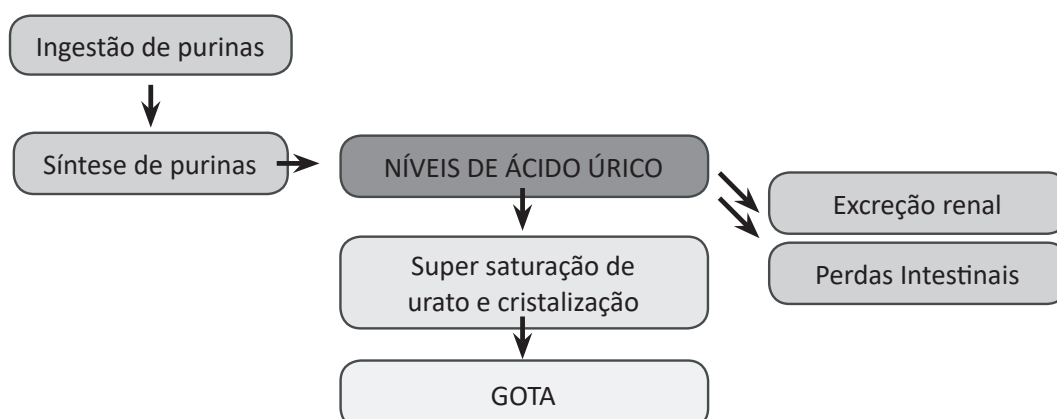 Ingestão de purinas
Síntese de purinas
NÍVEIS DE ÁCIDO ÚRICO
Excreção renal
Perdas Intestinais
Super saturação de
urato e cristalização
GOTA